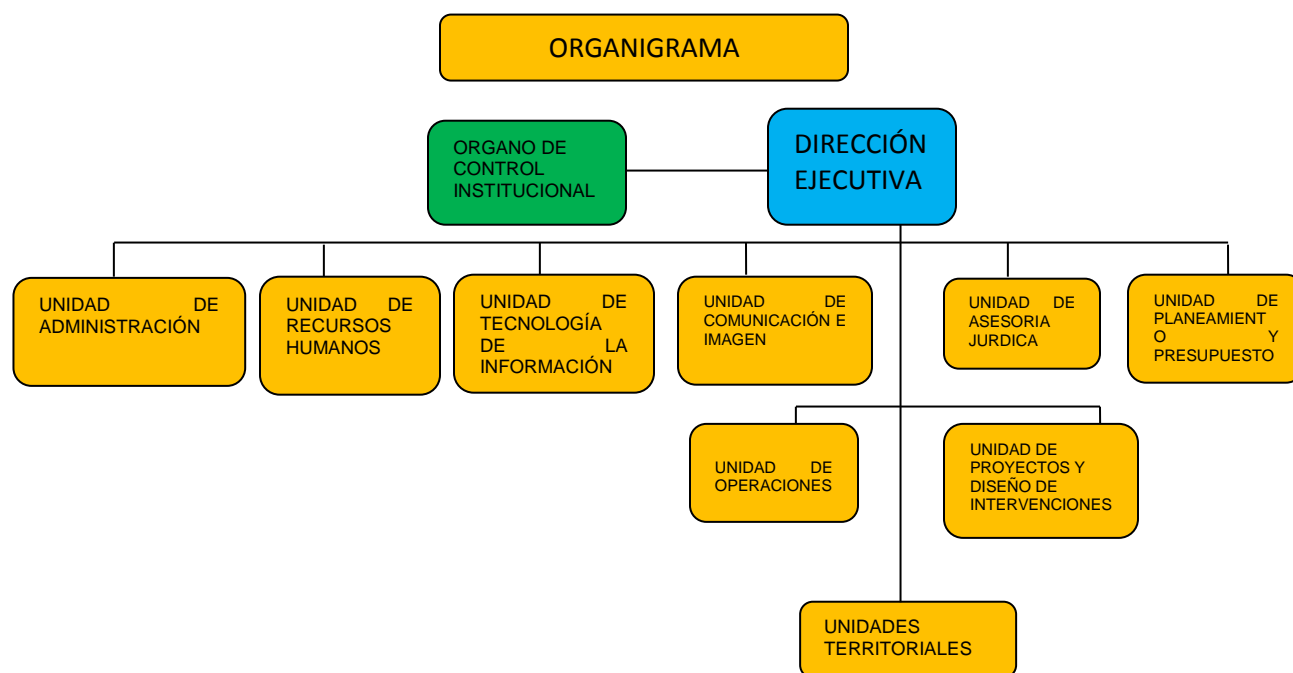 ORGANIGRAMA
ORGANO DE
CONTROL
INSTITUCIONAL
DIRECCIÓN
EJECUTIVA
UNIDAD DE
ADMINISTRACIÓN
UNIDAD DE
RECURSOS
HUMANOS
UNIDAD DE
TECNOLOGÍA
DE LA
INFORMACIÓN
UNIDAD DE
COMUNICACIÓN E
IMAGEN
UNIDAD DE
ASESORIA
JURDICA
UNIDAD DE
PLANEAMIENT
O Y
PRESUPUESTO
UNIDAD DE
OPERACIONES
UNIDAD DE
PROYECTOS Y
DISEÑO DE
INTERVENCIONES
UNIDADES
TERRITORIALES